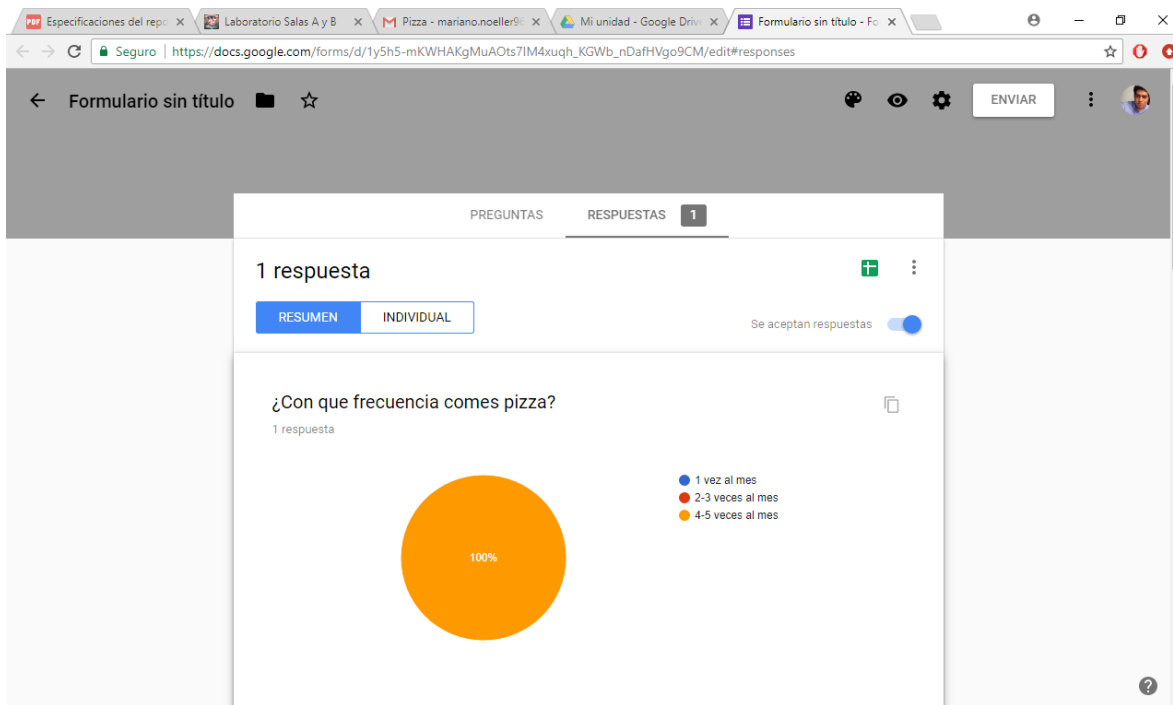 Especificaciones del repo
Laboratorio Salas A y B
Pizza - mariano.noeller96
Mi unidad - Google Drive
Formulario sin título - Fo
Seguro | https://docs.google.com/forms/d/1y5h5-mKWHAKgMuAOts7IM4xuqh_KGWb_nDafHVgo9CM/edit#responses
Formulario sin título
ENVIAR
PREGUNTAS
RESPUESTAS 1
1 respuesta
RESUMEN
INDIVIDUAL
Se aceptan respuestas
¿Con que frecuencia comes pizza?
1 respuesta
1 vez al mes
2-3 veces al mes
4-5 veces al mes
100%